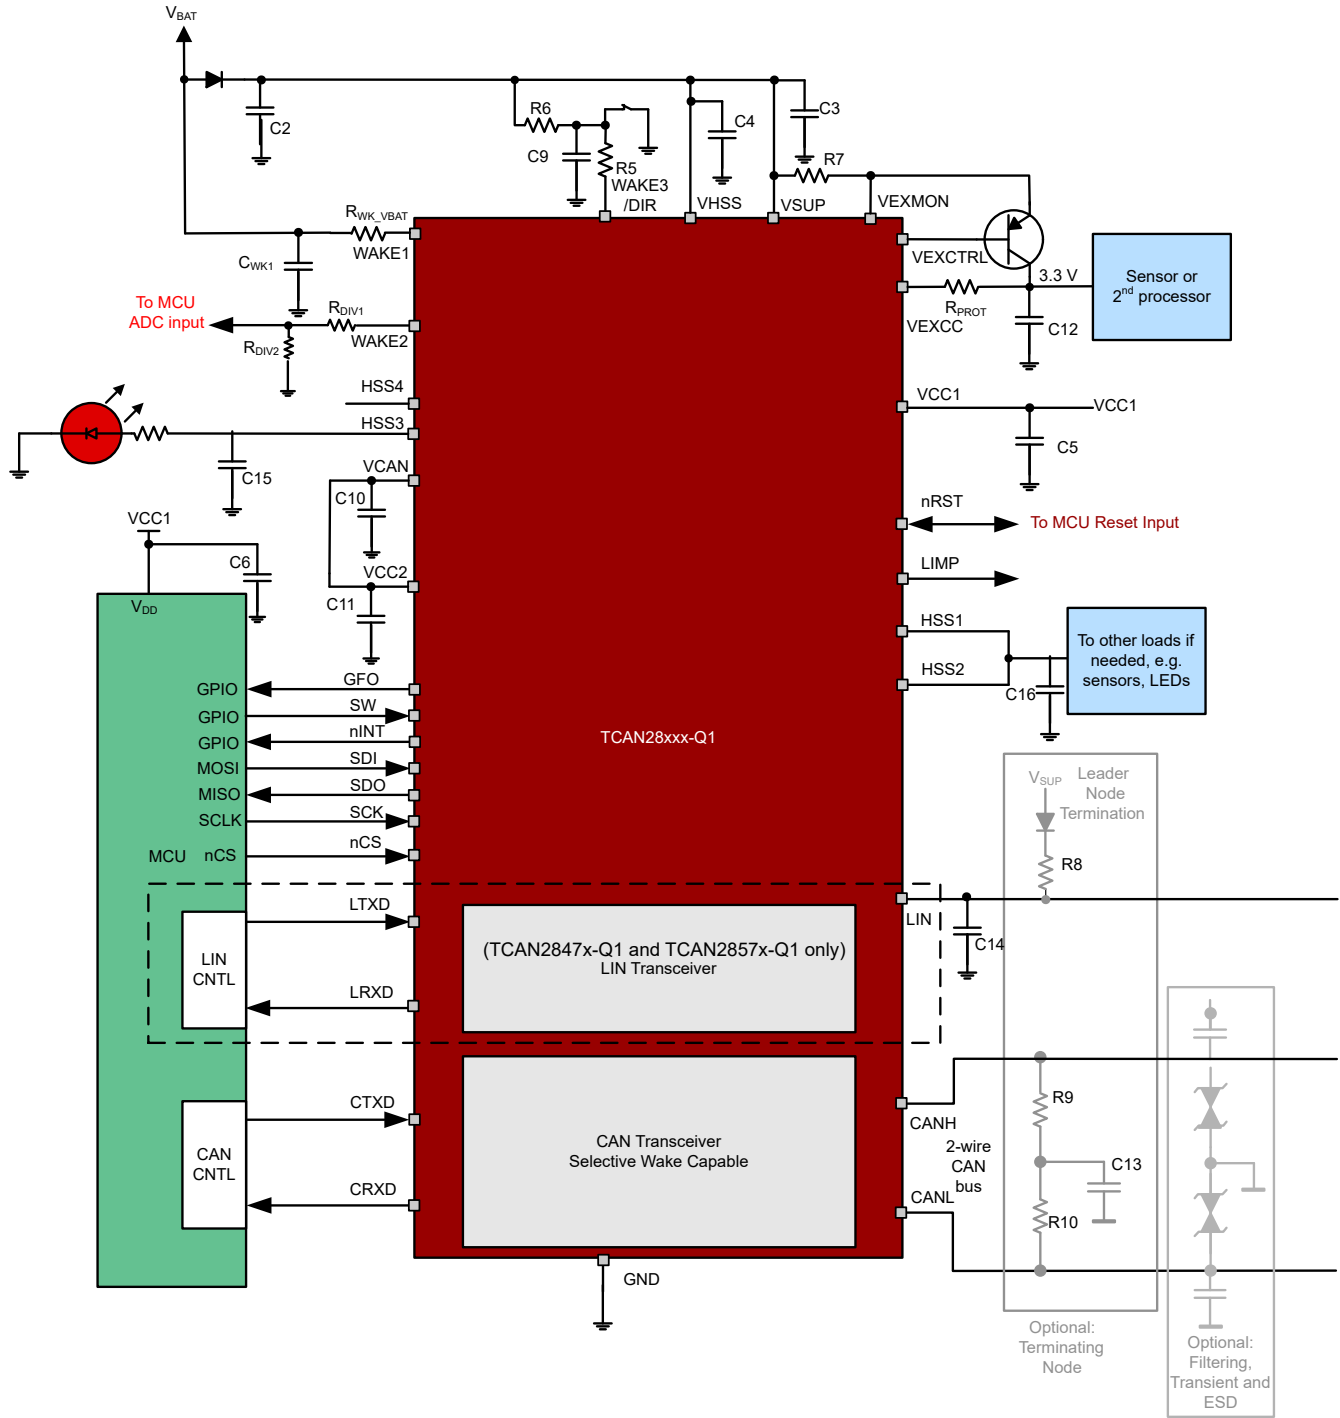 VBAT
C2
R6
C9
R5
WAKE3
/DIR
C4
C3
R7
VHSS
VSUP
VEXMON
RWK_VBAT
WAKE1
CWK1
To MCU
ADC input
RDIV1
RDIV2
WAKE2
VEXCTRL
3.3 V
RPROT
VEXCC
C12
Sensor or
2nd processor
HSS4
HSS3
C15
VCC1
VCC1
C5
VCAN
C10
VCC2
C11
nRST
To MCU Reset Input
LIMP
HSS1
HSS2
C16
To other loads if
needed, e.g.
sensors, LEDs
VCC1
C6
VDD
GPIO
GFO
GPIO
SW
GPIO
nINT
MOSI
SDI
MISO
SDO
SCLK
SCK
MCU
nCS
nCS
TCAN28xxx-Q1
VSUP
Leader
Node
Termination
R8
LTXD
LIN
CNTL
LRXD
(TCAN2847x-Q1 and TCAN2857x-Q1 only)
LIN Transceiver
LIN
C14
CTXD
CAN
CNTL
CRXD
CAN Transceiver
Selective Wake Capable
CANH
2-wire
CAN
bus
CANL
R9
C13
R10
GND
Optional:
Terminating
Node
Optional:
Filtering,
Transient and
ESD